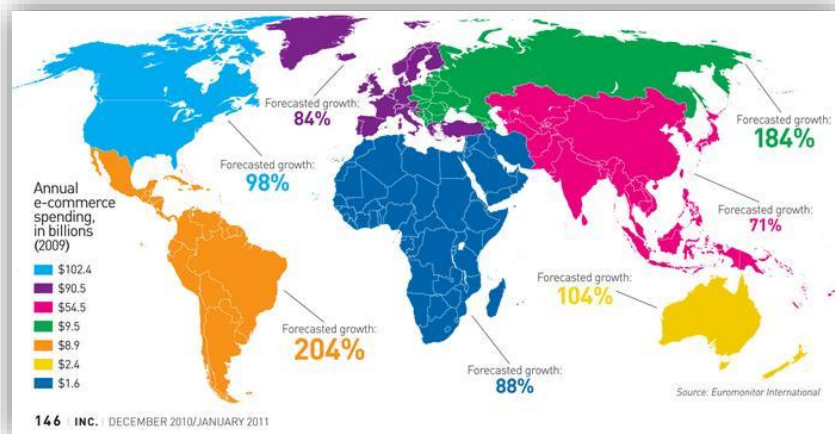 Forecasted growth:
84%
Forecasted growth:
184%
Forecasted growth:
98%
Annual
e-commerce
spending,
in billions
(2009)
$102.4
$90.5
$54.5
$9.5
$8.9
$2.4
$1.6
Forecasted growth:
71%
Forecasted growth:
104%
Forecasted growth:
204%
Forecasted growth:
88%
Source: Euromonitor International
146 | INC. | DECEMBER 2010/JANUARY 2011